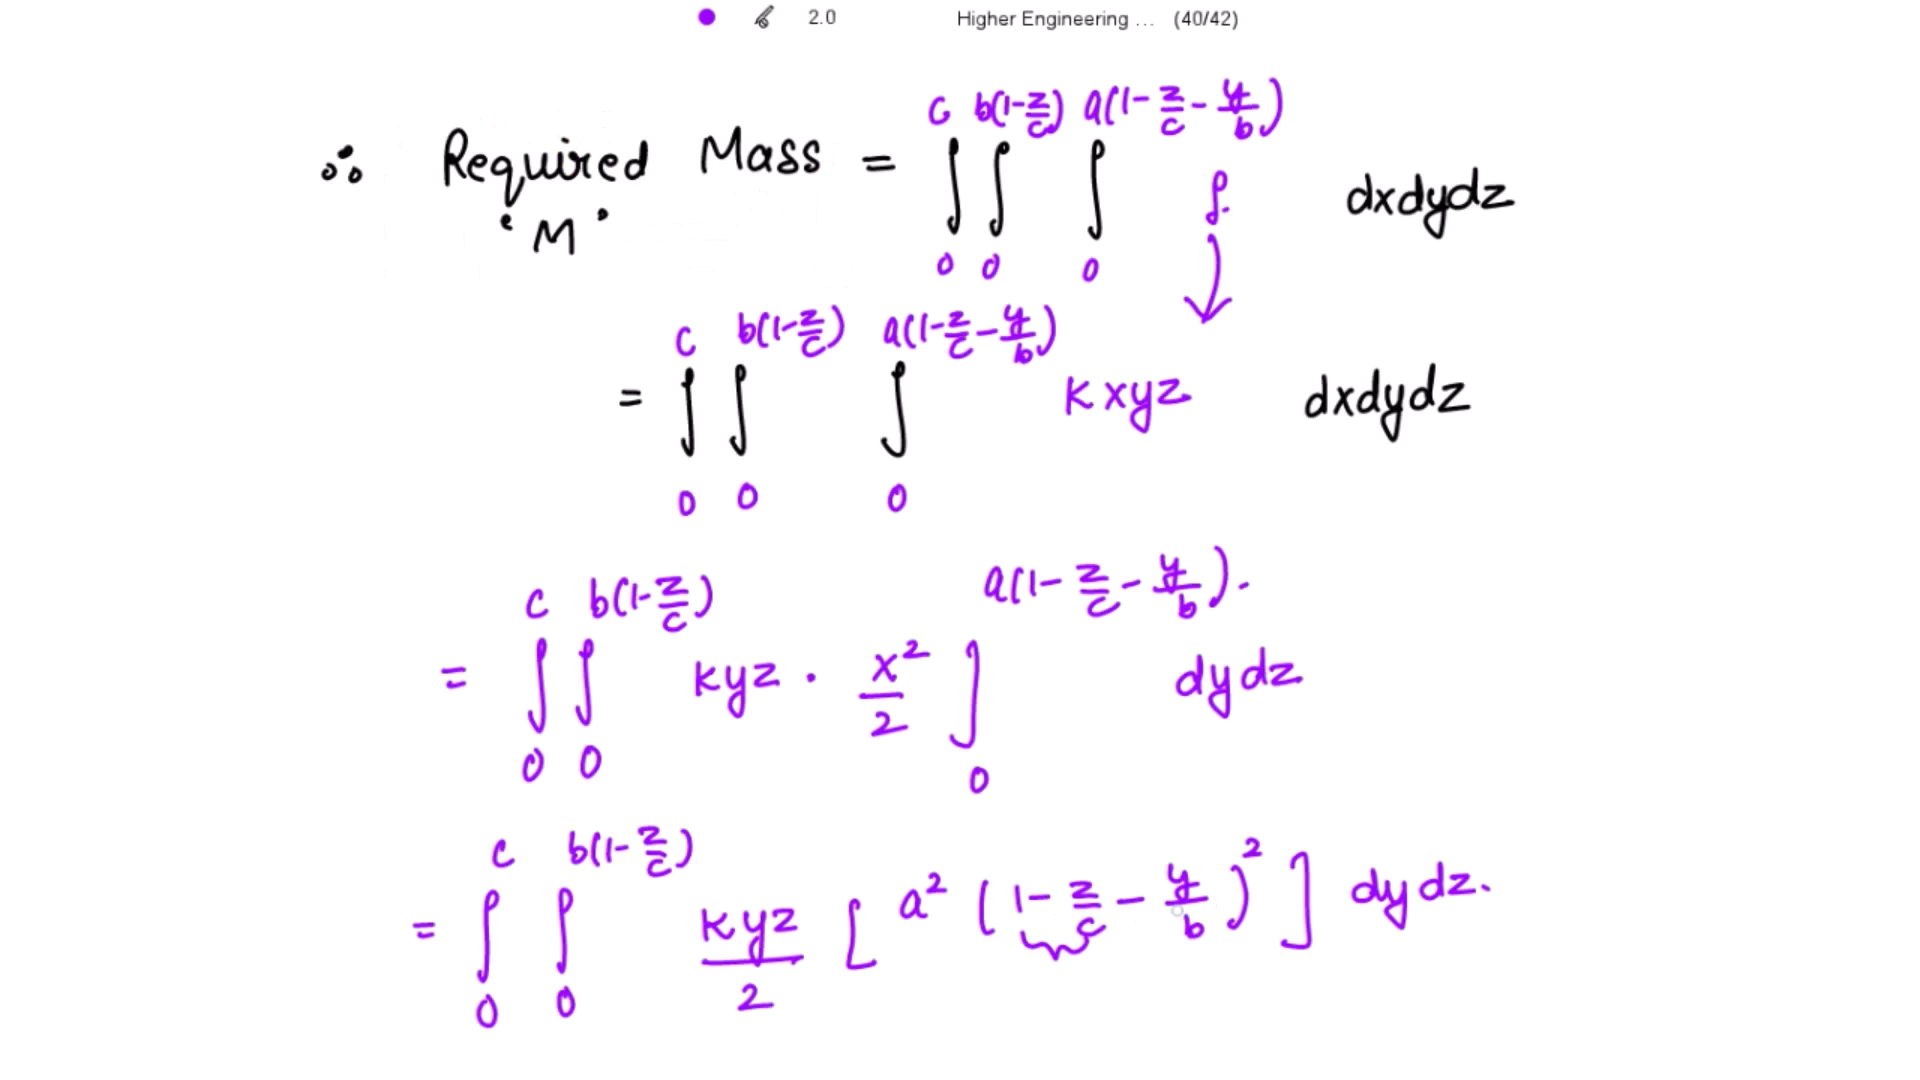 2.0 Higher Engineering ... (40/42)
∴ Required Mass = ∫₀^c ∫₀^{b(1-z/c)} ∫₀^{a(1-z/c-y/b)} ρ. dxdydz
'M'
= ∫₀^c ∫₀^{b(1-z/c)} ∫₀^{a(1-z/c-y/b)} kxyz dxdydz
= ∫₀^c ∫₀^{b(1-z/c)} kyz · x²/2 ]₀^{a(1-z/c-y/b)}. dydz
= ∫₀^c ∫₀^{b(1-z/c)} kyz/2 [ a² (1-z/c-y/b)² ] dydz.